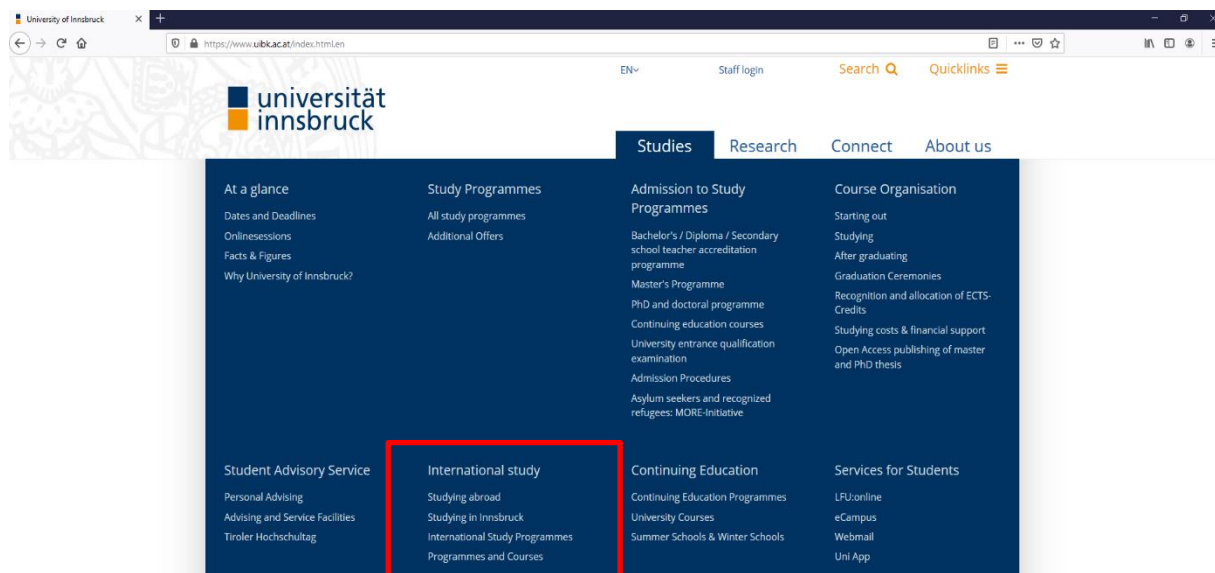 University of Innsbruck
https://www.uibk.ac.at/index.html.en
EN
Staff login
Search
Quicklinks
universität
innsbruck
Studies
Research
Connect
About us
At a glance
Dates and Deadlines
Onlinesessions
Facts & Figures
Why University of Innsbruck?
Study Programmes
All study programmes
Additional Offers
Admission to Study
Programmes
Bachelor's / Diploma / Secondary
school teacher accreditation
programme
Master's Programme
PhD and doctoral programme
Continuing education courses
University entrance qualification
examination
Admission Procedures
Asylum seekers and recognized
refugees: MORE-Initiative
Course Organisation
Starting out
Studying
After graduating
Graduation Ceremonies
Recognition and allocation of ECTS-
Credits
Studying costs & financial support
Open Access publishing of master
and PhD thesis
Student Advisory Service
Personal Advising
Advising and Service Facilities
Tiroler Hochschultag
International study
Studying abroad
Studying in Innsbruck
International Study Programmes
Programmes and Courses
Continuing Education
Continuing Education Programmes
University Courses
Summer Schools & Winter Schools
Services for Students
LFU:online
eCampus
Webmail
Uni App